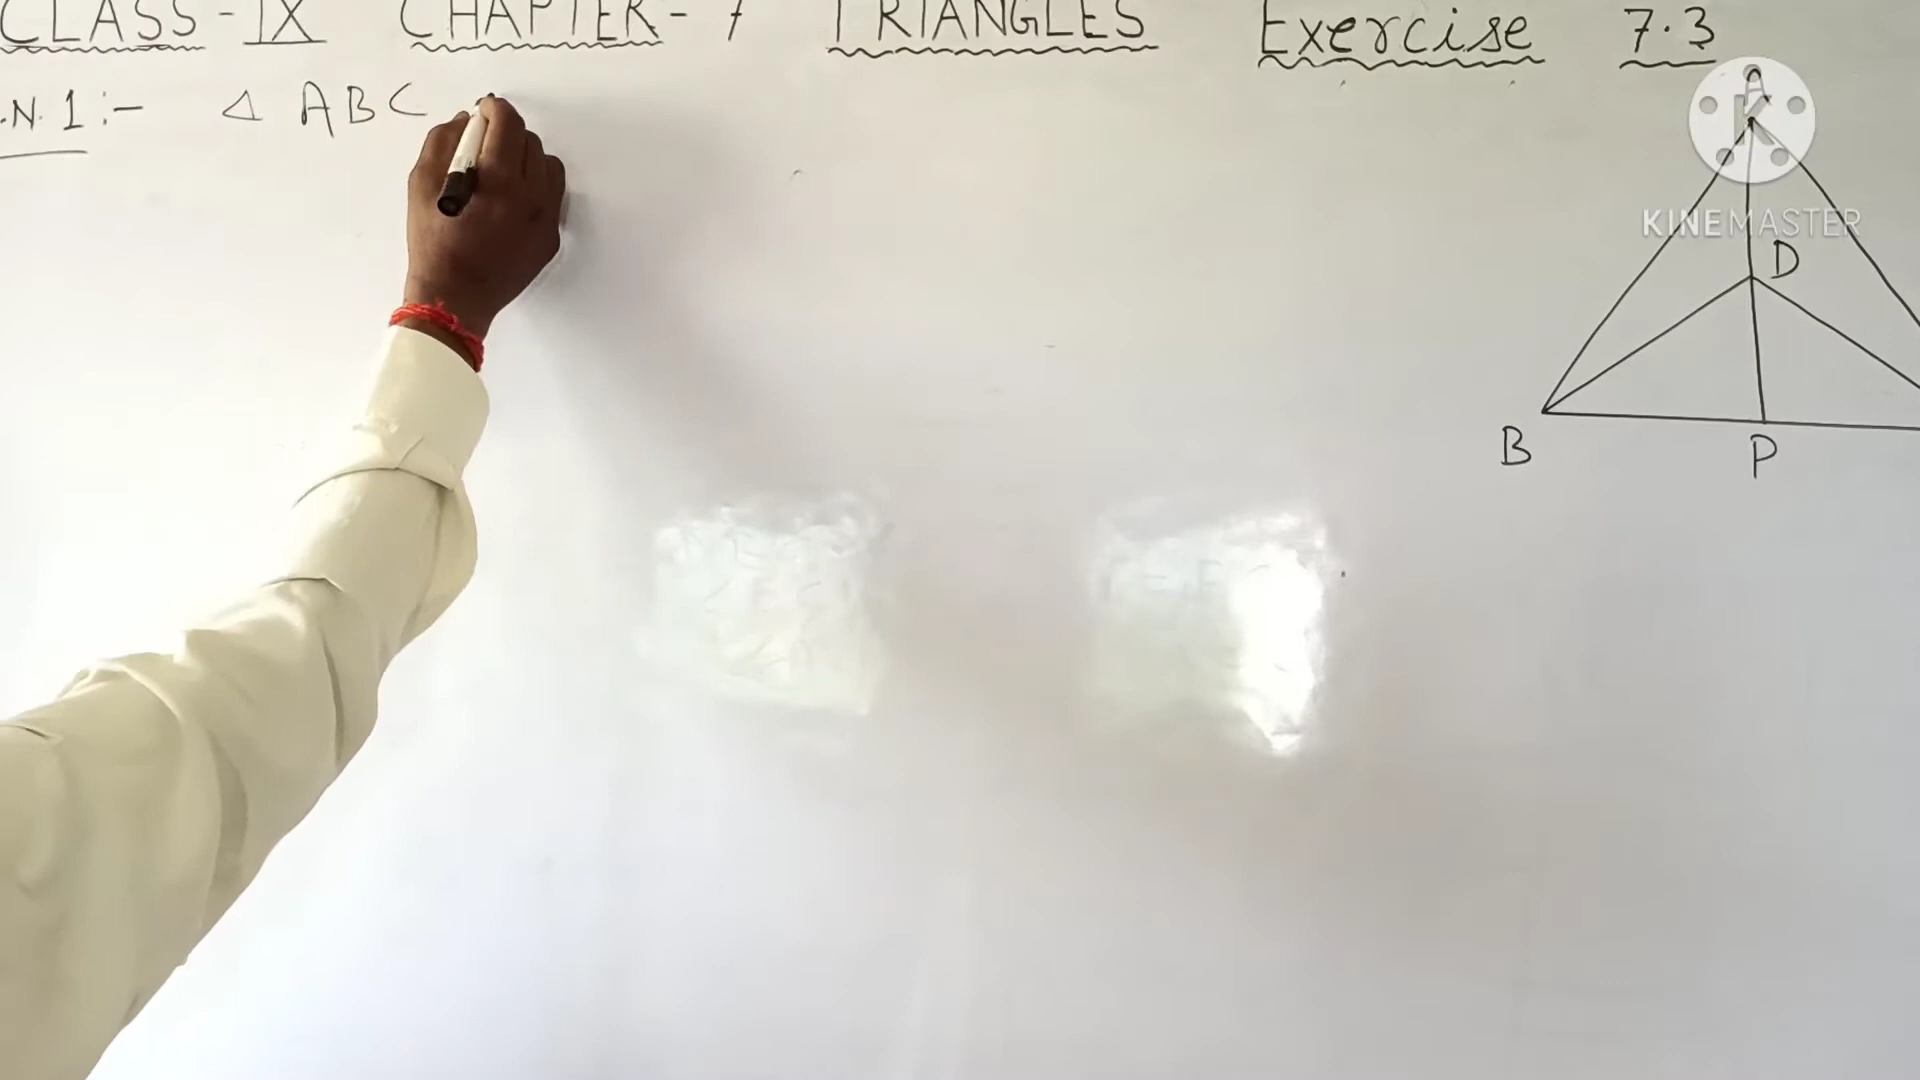 CLASS-IX CHAPTER-7 TRIANGLES Exercise 7.3
.N.1:- △ ABC
A
K
KINEMASTER
D
B
P